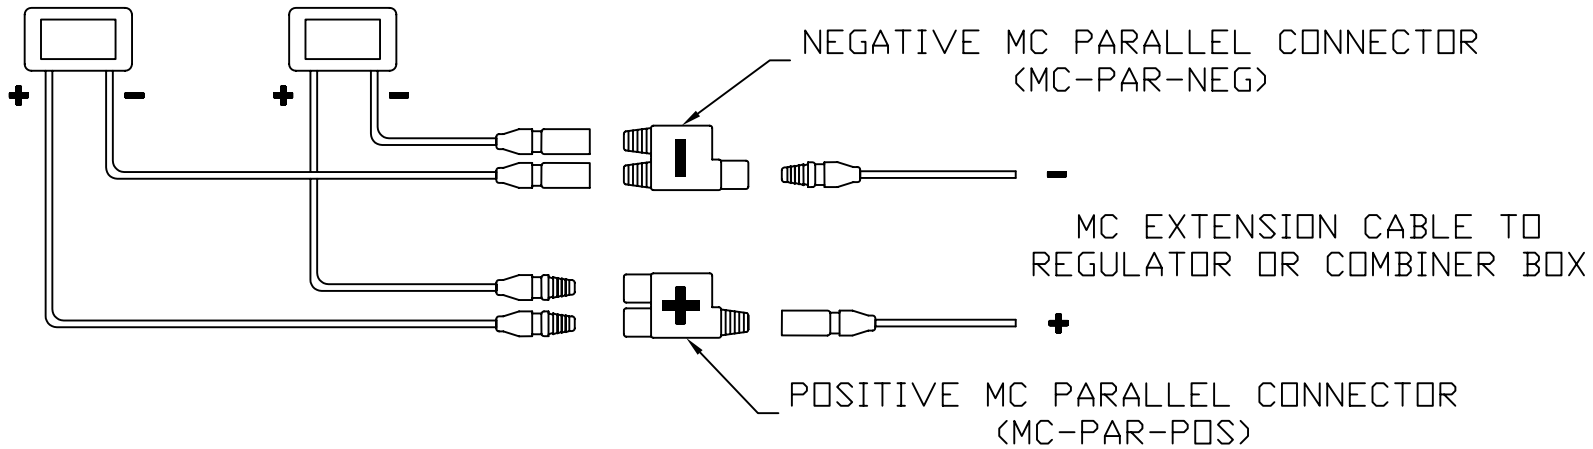 + - + -
NEGATIVE MC PARALLEL CONNECTOR
(MC-PAR-NEG)
-
-
MC EXTENSION CABLE TO
REGULATOR OR COMBINER BOX
+
+
POSITIVE MC PARALLEL CONNECTOR
(MC-PAR-POS)